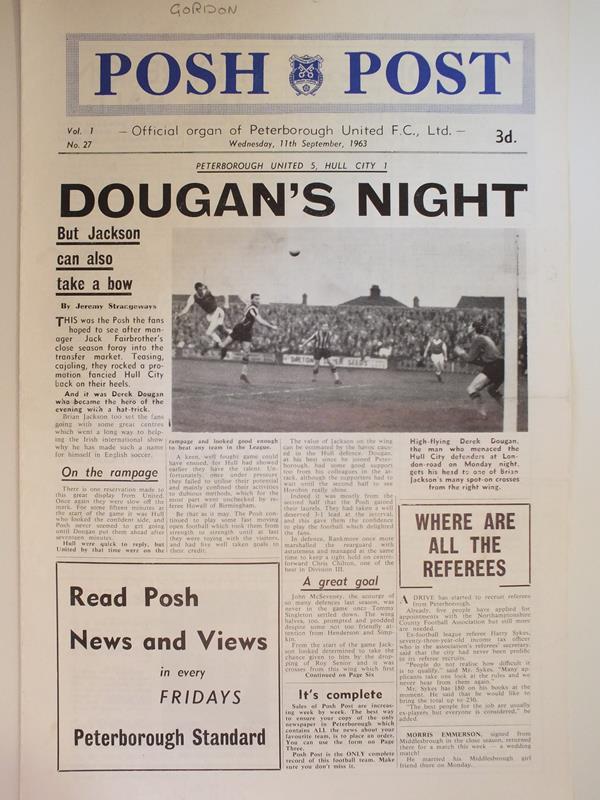 GORDON
POSH POST
Vol. 1
No. 27
— Official organ of Peterborough United F.C., Ltd. —
Wednesday, 11th September, 1963
3d.
PETERBOROUGH UNITED 5, HULL CITY 1
DOUGAN'S NIGHT
But Jackson
can also
take a bow
By Jeremy Strangeways
THIS was the Posh the fans
hoped to see after man-
ager Jack Fairbrother's
close season foray into the
transfer market. Teasing,
cajoling, they rocked a pro-
motion fancied Hull City
back on their heels.
And it was Derek Dougan
who became the hero of the
evening with a hat-trick.
Brian Jackson too set the fans
going with some great centres
which went a long way to help-
ing the Irish international show
why he has made such a name
for himself in English soccer.
On the rampage
There is one reservation made to
this great display from United.
Once again they were slow off the
mark. For some fifteen minutes at
the start of the game it was Hull
who looked the confident side, and
Posh never seemed to get going
until Dougan put them ahead after
seventeen minutes.
Hull were quick to reply, but
United by that time were on the
rampage and looked good enough
to beat any team in the League.
A keen, well fought game could
have ensued, for Hull had showed
earlier they have the talent. Un-
fortunately, once under pressure
they failed to utilise their potential
and mainly confined their activities
to dubious methods, which for the
most part went unchecked by re-
feree Howell of Birmingham.
Be that as it may. The Posh con-
tinued to play some fast moving
open football which took them from
strength to strength until at last
they were toying with the visitors,
and had five well taken goals to
their credit.
The value of Jackson on the wing
can be estimated by the havoc caus-
ed in the Hull defence. Dougan,
at his best since he joined Peter-
borough, had some good support
too from his colleagues in the at-
tack, although the supporters had to
wait until the second half to see
Horobin really shine.
Indeed it was mostly from the
second half that the Posh gained
their laurels. They had taken a well
deserved 3-1 lead at the interval,
and this gave them the confidence
to play the football which delighted
the fans.
In defence, Rankmore once more
marshalled the rearguard with
astuteness and managed at the same
time to keep a tight hold on centre-
forward Chris Chilton, one of the
best in Division III.
A great goal
John McSeveney, the scourge of
so many defences last season, was
never in the game once Tommy
Singleton settled down. The wing
halves, too, prompted and prodded
despite some not too friendly at-
tention from Henderson and Simp-
kin.
From the start of the game Jack-
son looked determined to take the
chance given to him by the drop-
ping of Roy Senior and it was
crosses from this wing which first
Continued on Page Six
It's complete
Sales of Posh Post are increas-
ing week by week. The best way
to ensure your copy of the only
newspaper in Peterborough which
contains ALL the news about your
favourite team, is to place an order.
You can use the form on Page
Three.
Posh Post is the ONLY complete
record of this football team. Make
sure you don't miss it.
High-flying Derek Dougan,
the man who menaced the
Hull City defenders at Lon-
don-road on Monday night,
gets his head to one of Brian
Jackson's many spot-on crosses
from the right wing.
WHERE ARE
ALL THE
REFEREES
A DRIVE has started to recruit referees
from Peterborough.
Already, five people have applied for
appointments with the Northamptonshire
County Football Association but still more
are needed.
Ex-football league referee Harry Sykes,
seventy-three-year-old income tax officer
who is the association's referees' secretary,
said that the city had never been prolific
in its referee recruits.
"People do not realise how difficult it
is to qualify," said Mr. Sykes. "Many ap-
plicants take one look at the rules and we
never hear from them again."
Mr. Sykes has 180 on his books at the
moment. He said that he would like to
bring the total up to 250.
"The best people for the job are usually
ex-players but everyone is considered," he
added.
MORRIS EMMERSON, signed from
Middlesbrough in the close season, returned
there for a match this week — a wedding
match!
He married his Middlesbrough girl
friend there on Monday.
Read Posh
News and Views
in every
FRIDAYS
Peterborough Standard